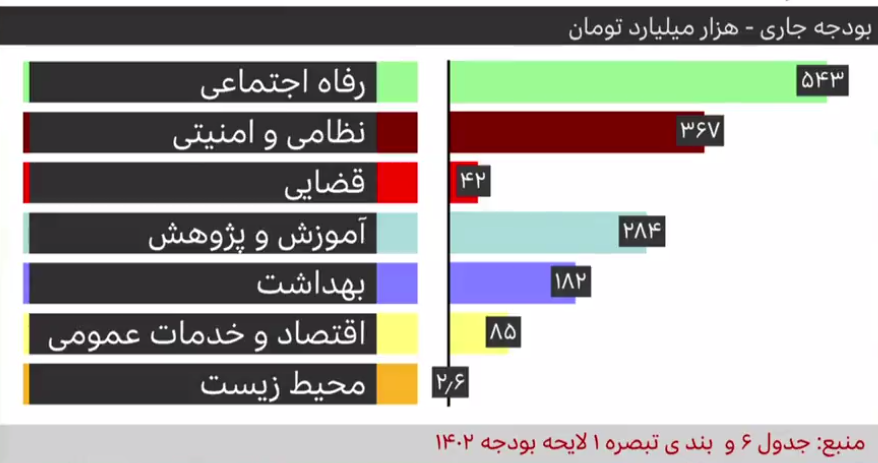 بودجه جاری - هزار میلیارد تومان
رفاه اجتماعی ۵۴۳
نظامی و امنیتی ۳۶۷
قضایی ۴۲
آموزش و پژوهش ۲۸۴
بهداشت ۱۸۲
اقتصاد و خدمات عمومی ۸۵
محیط زیست ۲٫۶
منبع: جدول ۶ و بند ی تبصره ۱ لایحه بودجه ۱۴۰۲